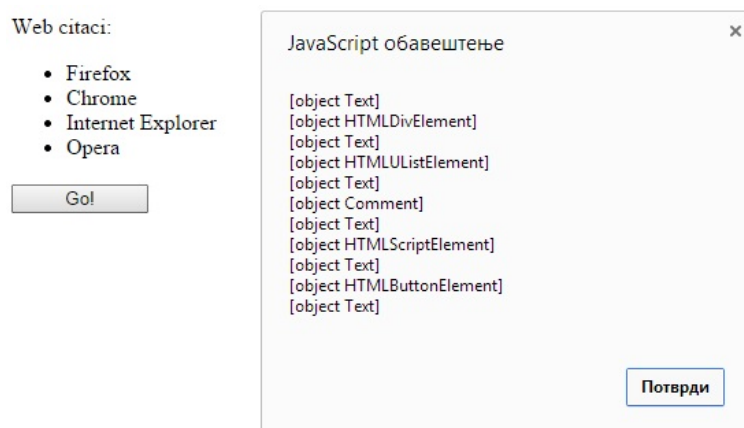 Web citaci:
Firefox
Chrome
Internet Explorer
Opera
Go!
JavaScript обавештење
[object Text]
[object HTMLDivElement]
[object Text]
[object HTMLUListElement]
[object Text]
[object Comment]
[object Text]
[object HTMLScriptElement]
[object Text]
[object HTMLButtonElement]
[object Text]
Потврди